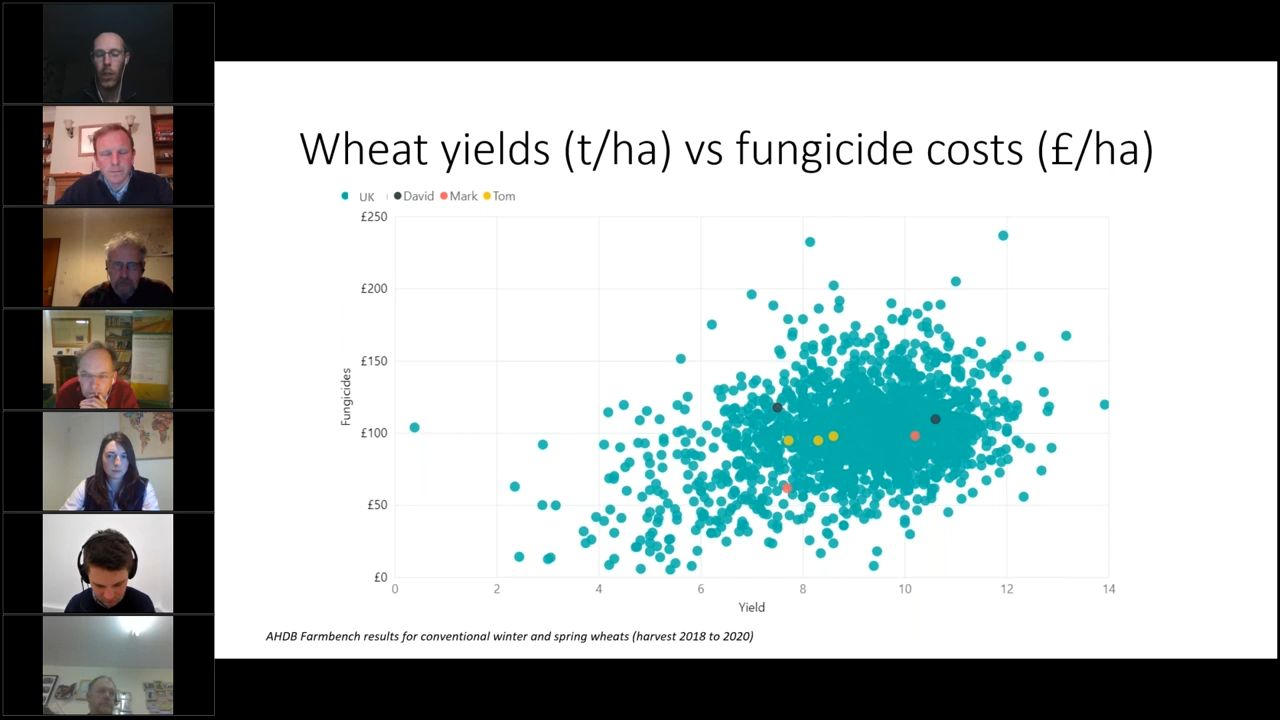 Wheat yields (t/ha) vs fungicide costs (£/ha)
UK David Mark Tom
£250
£200
£150
£100
£50
£0
Fungicides
0 2 4 6 8 10 12 14
Yield
AHDB Farmbench results for conventional winter and spring wheats (harvest 2018 to 2020)